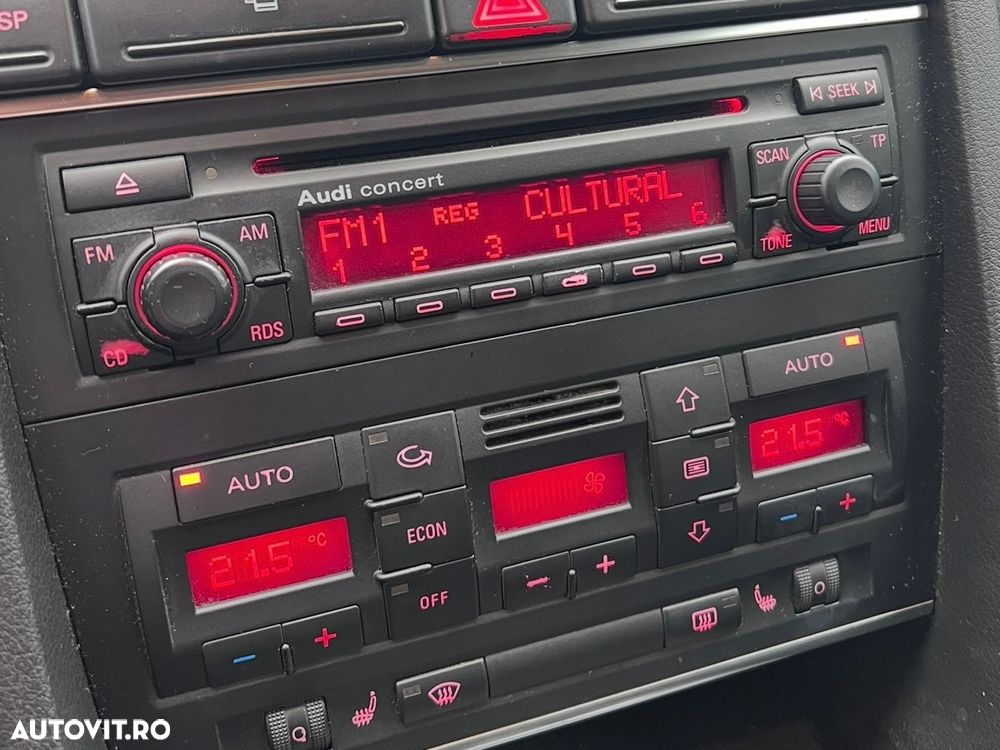 SP
SEEK
Audi concert
SCAN TP
FM AM
FM1 REG CULTURAL
1 2 3 4 5 6
TONE MENU
CD RDS
AUTO
AUTO
21.5 °C
ECON
21.5 °C
OFF
AUTOVIT.RO